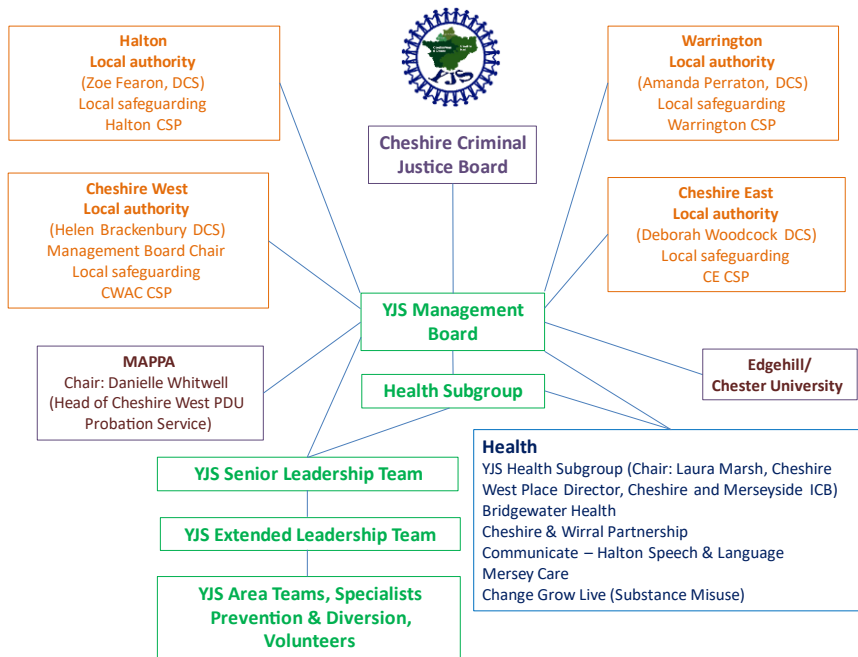 Halton
Local authority
(Zoe Fearon, DCS)
Local safeguarding
Halton CSP
YJS
Warrington
Local authority
(Amanda Perraton, DCS)
Local safeguarding
Warrington CSP
Cheshire Criminal
Justice Board
Cheshire West
Local authority
(Helen Brackenbury DCS)
Management Board Chair
Local safeguarding
CWAC CSP
Cheshire East
Local authority
(Deborah Woodcock DCS)
Local safeguarding
CE CSP
YJS Management
Board
MAPPA
Chair: Danielle Whitwell
(Head of Cheshire West PDU
Probation Service)
Edgehill/
Chester University
Health Subgroup
YJS Senior Leadership Team
YJS Extended Leadership Team
YJS Area Teams, Specialists
Prevention & Diversion,
Volunteers
Health
YJS Health Subgroup (Chair: Laura Marsh, Cheshire
West Place Director, Cheshire and Merseyside ICB)
Bridgewater Health
Cheshire & Wirral Partnership
Communicate – Halton Speech & Language
Mersey Care
Change Grow Live (Substance Misuse)